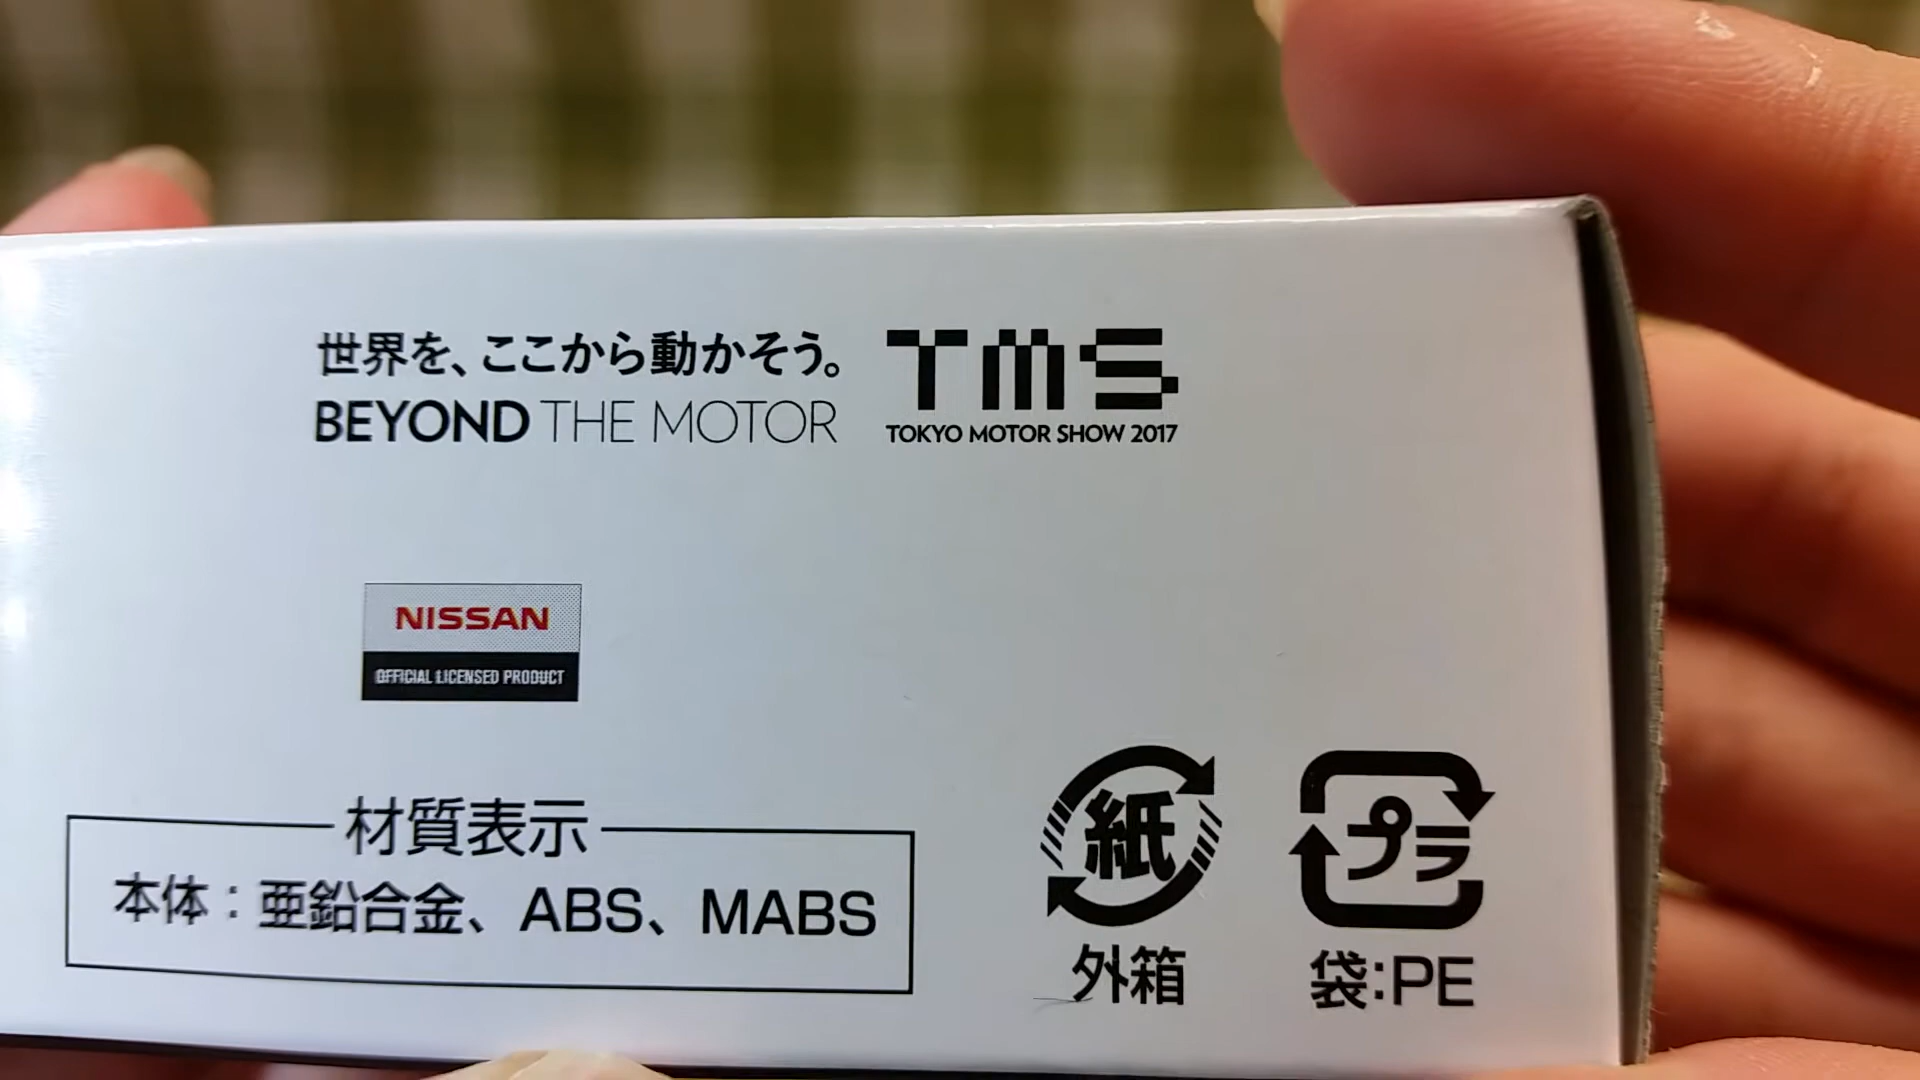 世界を、ここから動かそう。
BEYOND THE MOTOR
TMS
TOKYO MOTOR SHOW 2017
NISSAN
OFFICIAL LICENSED PRODUCT
材質表示
本体：亜鉛合金、ABS、MABS
紙
外箱
プラ
袋:PE